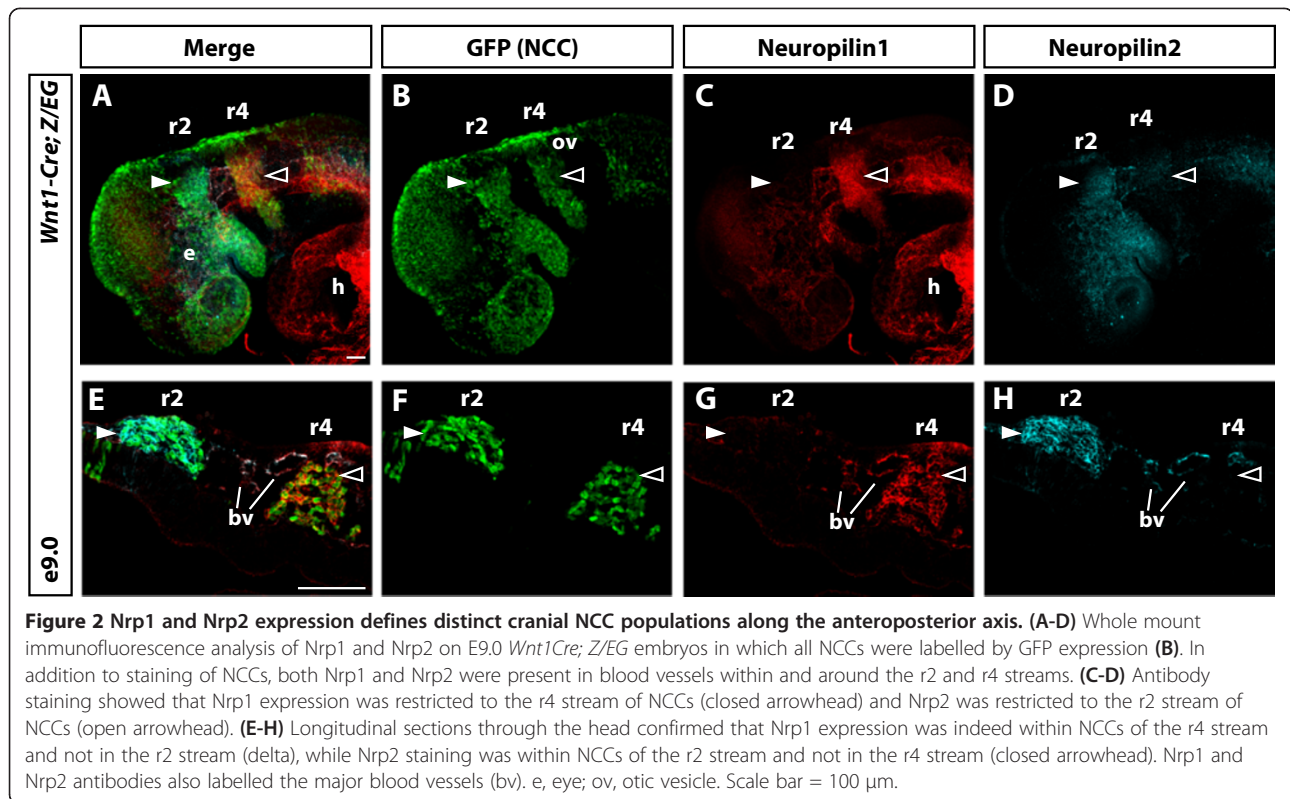 Merge
GFP (NCC)
Neuropilin1
Neuropilin2
Wnt1-Cre; Z/EG
A
r2
r4
e
h
B
r2
r4
ov
C
r2
r4
h
D
r2
r4
e9.0
E
r2
r4
bv
F
r2
r4
G
r2
r4
bv
H
r2
r4
bv
Figure 2 Nrp1 and Nrp2 expression defines distinct cranial NCC populations along the anteroposterior axis. (A-D) Whole mount
immunofluorescence analysis of Nrp1 and Nrp2 on E9.0 Wnt1Cre; Z/EG embryos in which all NCCs were labelled by GFP expression (B). In
addition to staining of NCCs, both Nrp1 and Nrp2 were present in blood vessels within and around the r2 and r4 streams. (C-D) Antibody
staining showed that Nrp1 expression was restricted to the r4 stream of NCCs (closed arrowhead) and Nrp2 was restricted to the r2 stream of
NCCs (open arrowhead). (E-H) Longitudinal sections through the head confirmed that Nrp1 expression was indeed within NCCs of the r4 stream
and not in the r2 stream (delta), while Nrp2 staining was within NCCs of the r2 stream and not in the r4 stream (closed arrowhead). Nrp1 and
Nrp2 antibodies also labelled the major blood vessels (bv). e, eye; ov, otic vesicle. Scale bar = 100 μm.